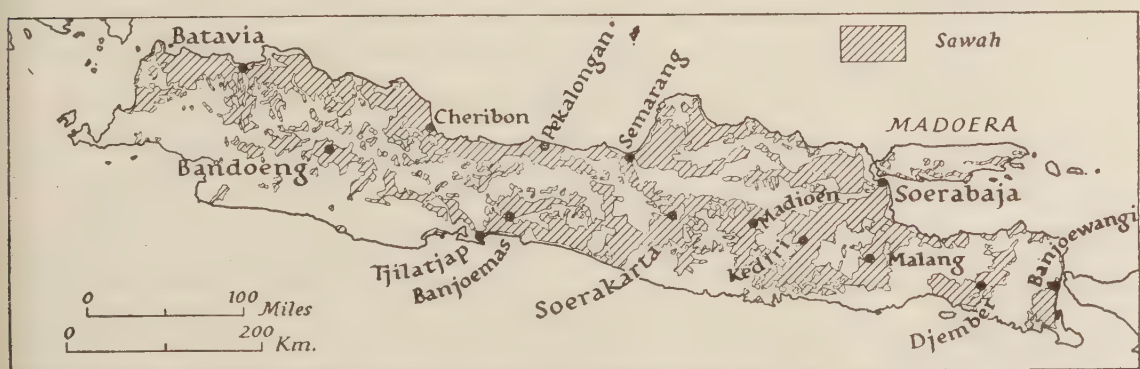 Batavia
Pekalongan
Semarang
Sawah
Cheribon
MADOERA
Bandoeng
Soerabaja
Madioen
Banjoewangi
Kediri
Malang
Tjilatjap
Banjoemas
Soerakarta
Djember
0 100
Miles
0 200
Km.